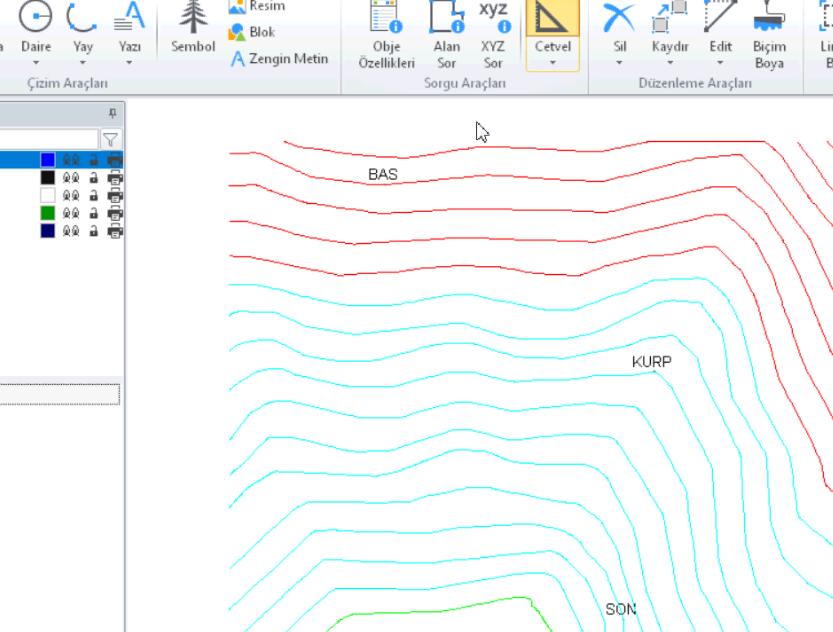 Resim
xyz
Daire Yay Yazı Sembol Blok Obje Özellikleri Alan Sor XYZ Sor Cetvel Sil Kaydır Edit Biçim Boya
A Zengin Metin
Çizim Araçları Sorgu Araçları Düzenleme Araçları
BAS
KURP
SON